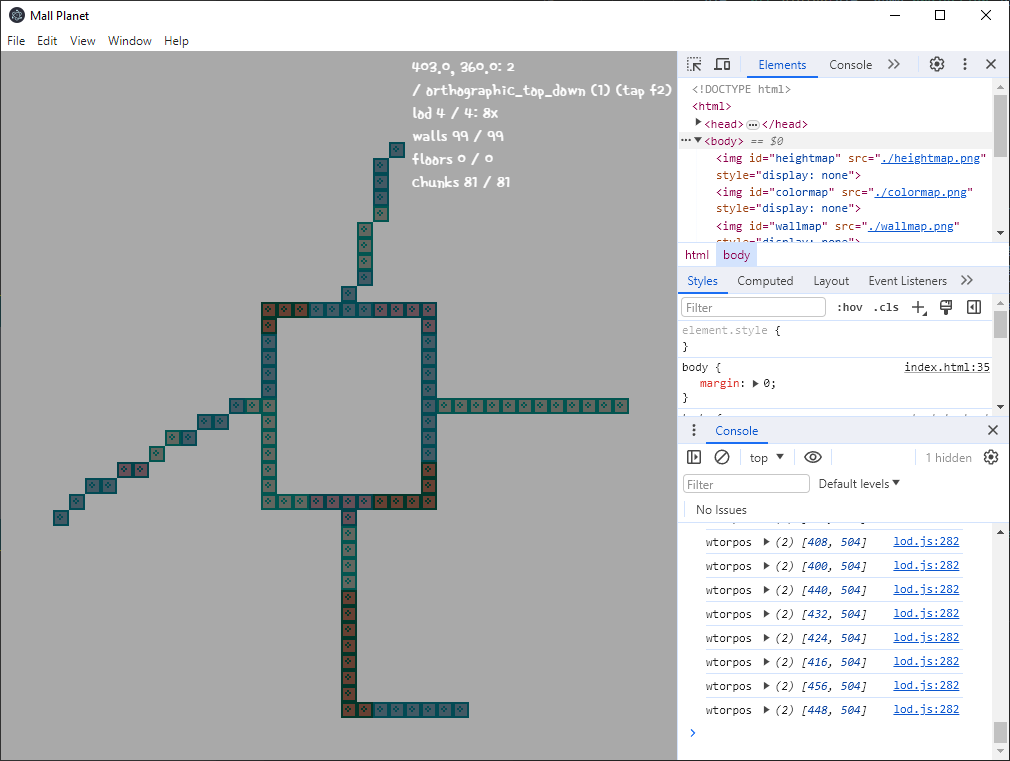 Mall Planet
File Edit View Window Help
403.0, 360.0: 2
/ orthographic_top_down (1) (tap f2)
lod 4 / 4: 8x
walls 99 / 99
floors 0 / 0
chunks 81 / 81
Elements Console
<!DOCTYPE html>
<html>
<head> </head>
<body> == $0
<img id="heightmap" src="./heightmap.png"
style="display: none">
<img id="colormap" src="./colormap.png"
style="display: none">
<img id="wallmap" src="./wallmap.png"
style="display: none">
html body
Styles Computed Layout Event Listeners
Filter :hov .cls
element.style {
}
body { index.html:35
margin: 0;
}
Console
top 1 hidden
Filter Default levels
No Issues
wtorpos (2) [408, 504] lod.js:282
wtorpos (2) [400, 504] lod.js:282
wtorpos (2) [440, 504] lod.js:282
wtorpos (2) [432, 504] lod.js:282
wtorpos (2) [424, 504] lod.js:282
wtorpos (2) [416, 504] lod.js:282
wtorpos (2) [456, 504] lod.js:282
wtorpos (2) [448, 504] lod.js:282